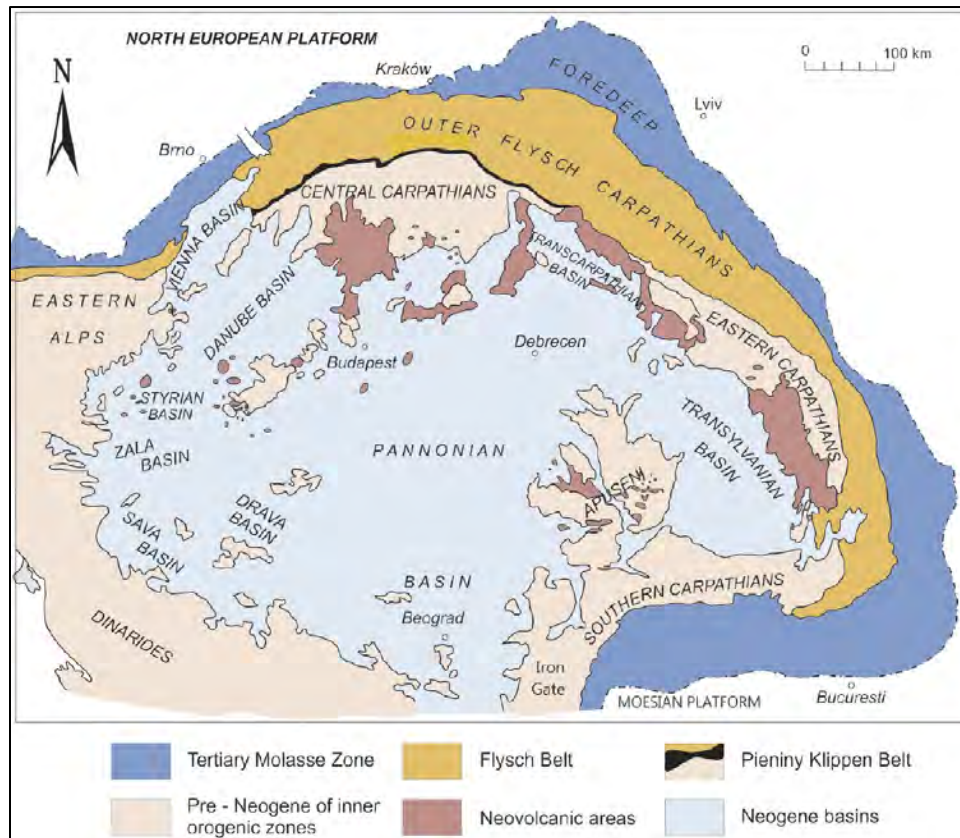 NORTH EUROPEAN PLATFORM
0 100 km
N
Kraków
FOREDEEP
Lviv
Brno
OUTER FLYSCH CARPATHIANS
CENTRAL CARPATHIANS
VIENNA BASIN
TRANSCARPATHIAN
BASIN
EASTERN
ALPS
DANUBE BASIN
EASTERN CARPATHIANS
Budapest
Debrecen
STYRIAN
BASIN
TRANSYLVANIAN
BASIN
ZALA
BASIN
PANNONIAN
DRAVA
BASIN
APUSENI
SAVA
BASIN
BASIN
Beograd
SOUTHERN CARPATHIANS
DINARIDES
Iron
Gate
MOESIAN PLATFORM
Bucuresti
Tertiary Molasse Zone
Flysch Belt
Pieniny Klippen Belt
Pre - Neogene of inner
orogenic zones
Neovolcanic areas
Neogene basins